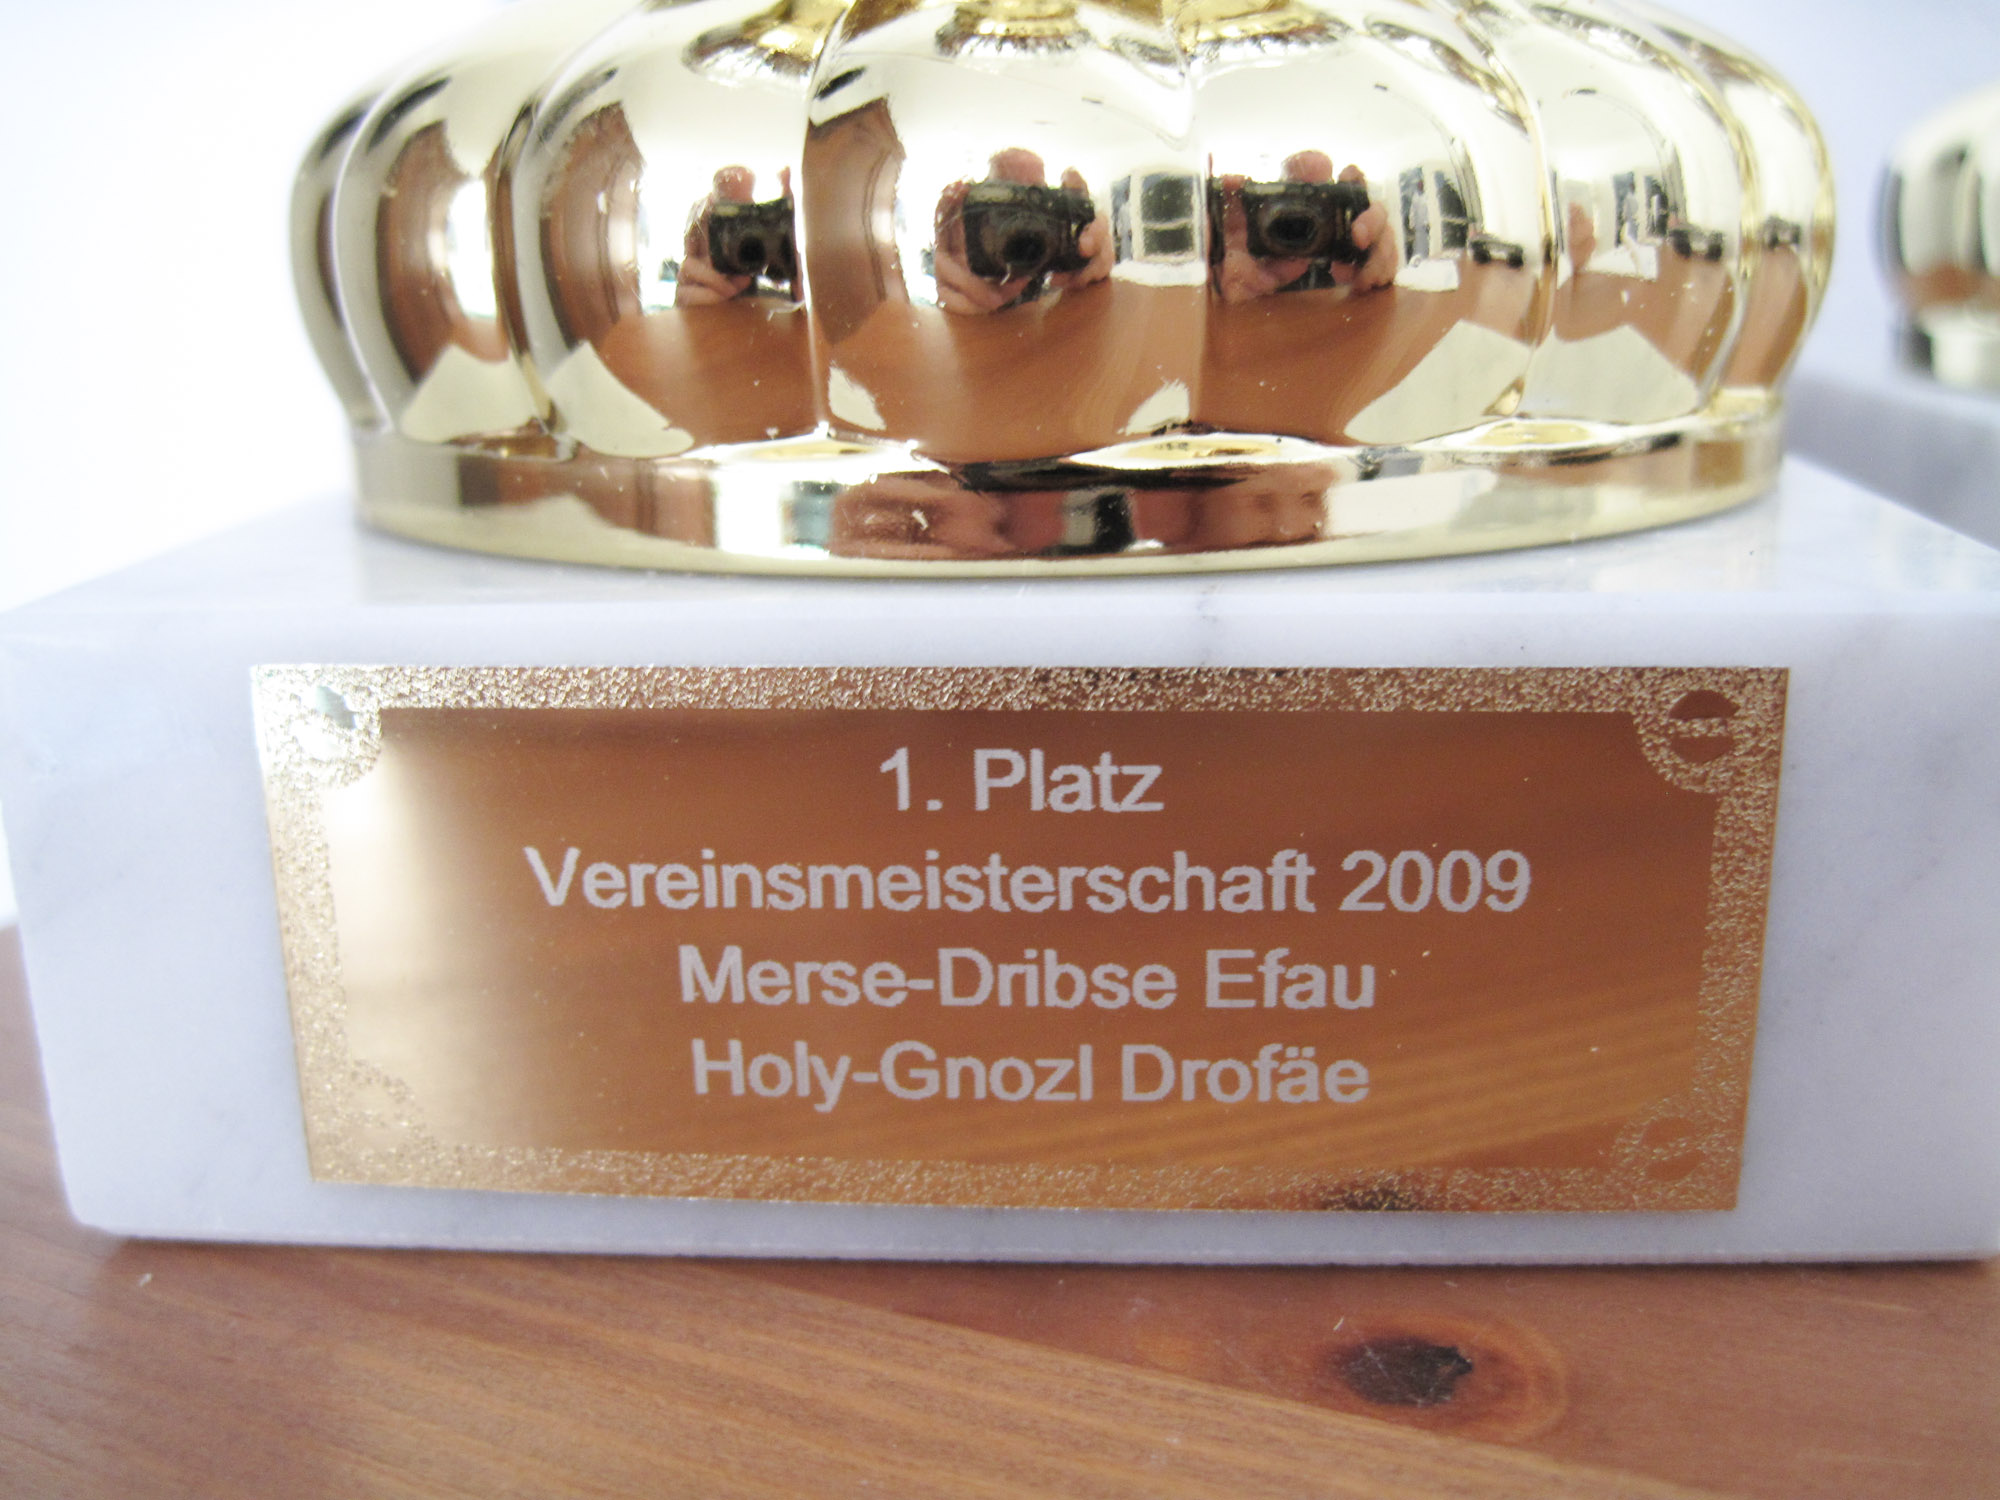 1. Platz
Vereinsmeisterschaft 2009
Merse-Dribse Efau
Holy-Gnozl Drofäe